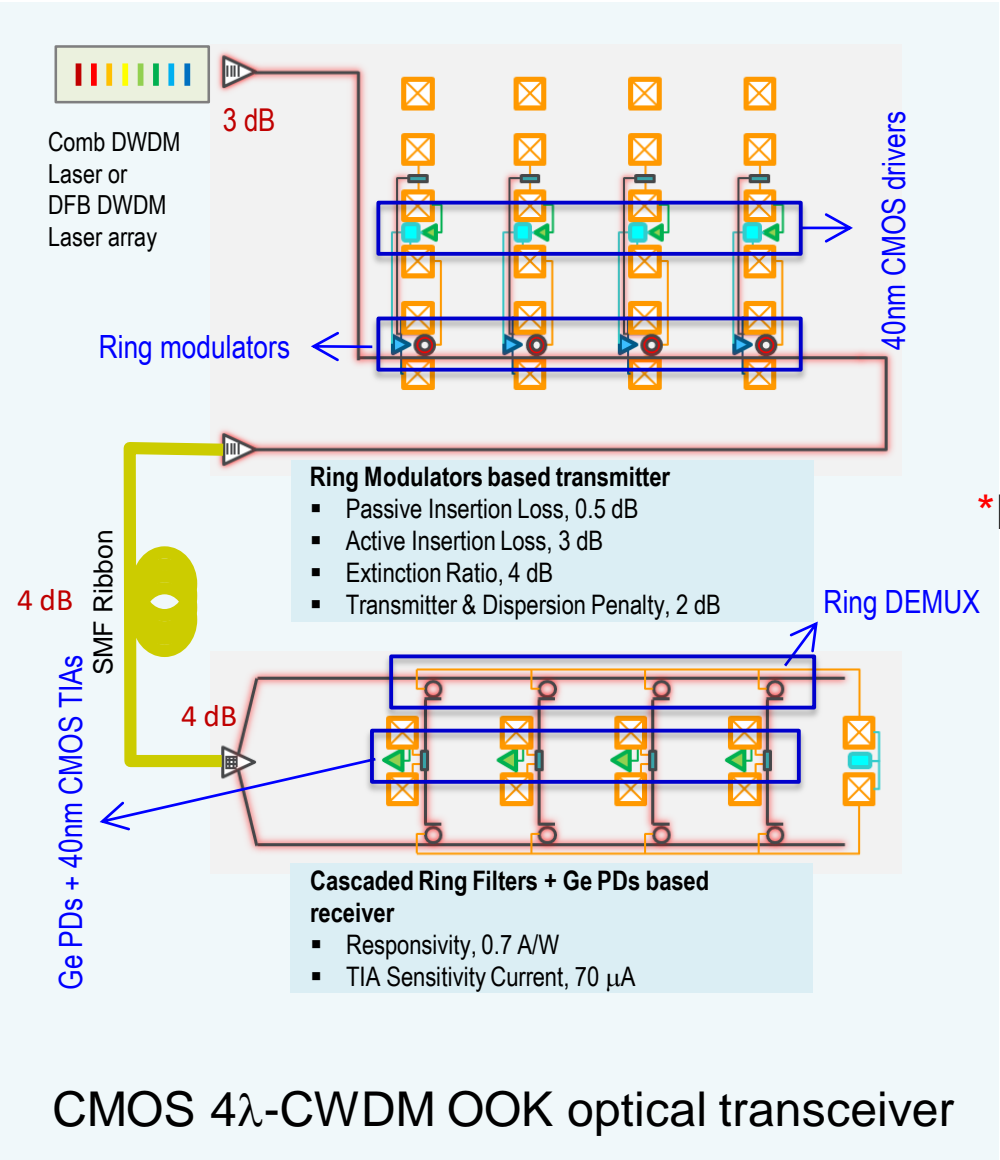 3 dB
Comb DWDM
Laser or
DFB DWDM
Laser array
40nm CMOS drivers
Ring modulators
Ring Modulators based transmitter
▪ Passive Insertion Loss, 0.5 dB
▪ Active Insertion Loss, 3 dB
▪ Extinction Ratio, 4 dB
▪ Transmitter & Dispersion Penalty, 2 dB
*
4 dB
SMF Ribbon
Ring DEMUX
4 dB
Ge PDs + 40nm CMOS TIAs
Cascaded Ring Filters + Ge PDs based
receiver
▪ Responsivity, 0.7 A/W
▪ TIA Sensitivity Current, 70 μA
CMOS 4λ-CWDM OOK optical transceiver